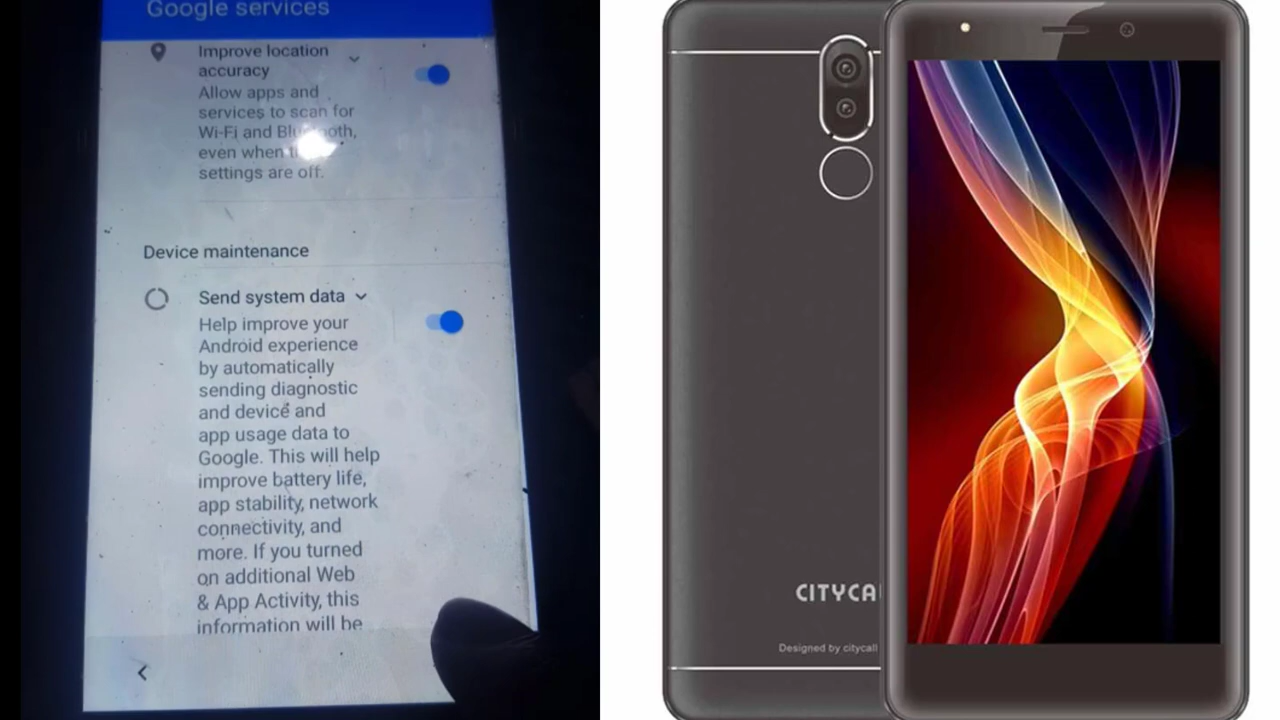 Google services
Improve location
accuracy
Allow apps and
services to scan for
Wi-Fi and Bluetooth,
even when
settings are off.
Device maintenance
Send system data
Help improve your
Android experience
by automatically
sending diagnostic
and device and
app usage data to
Google. This will help
improve battery life,
app stability, network
connectivity, and
more. If you turned
on additional Web
& App Activity, this
information will be
CITYCA
Designed by citycall